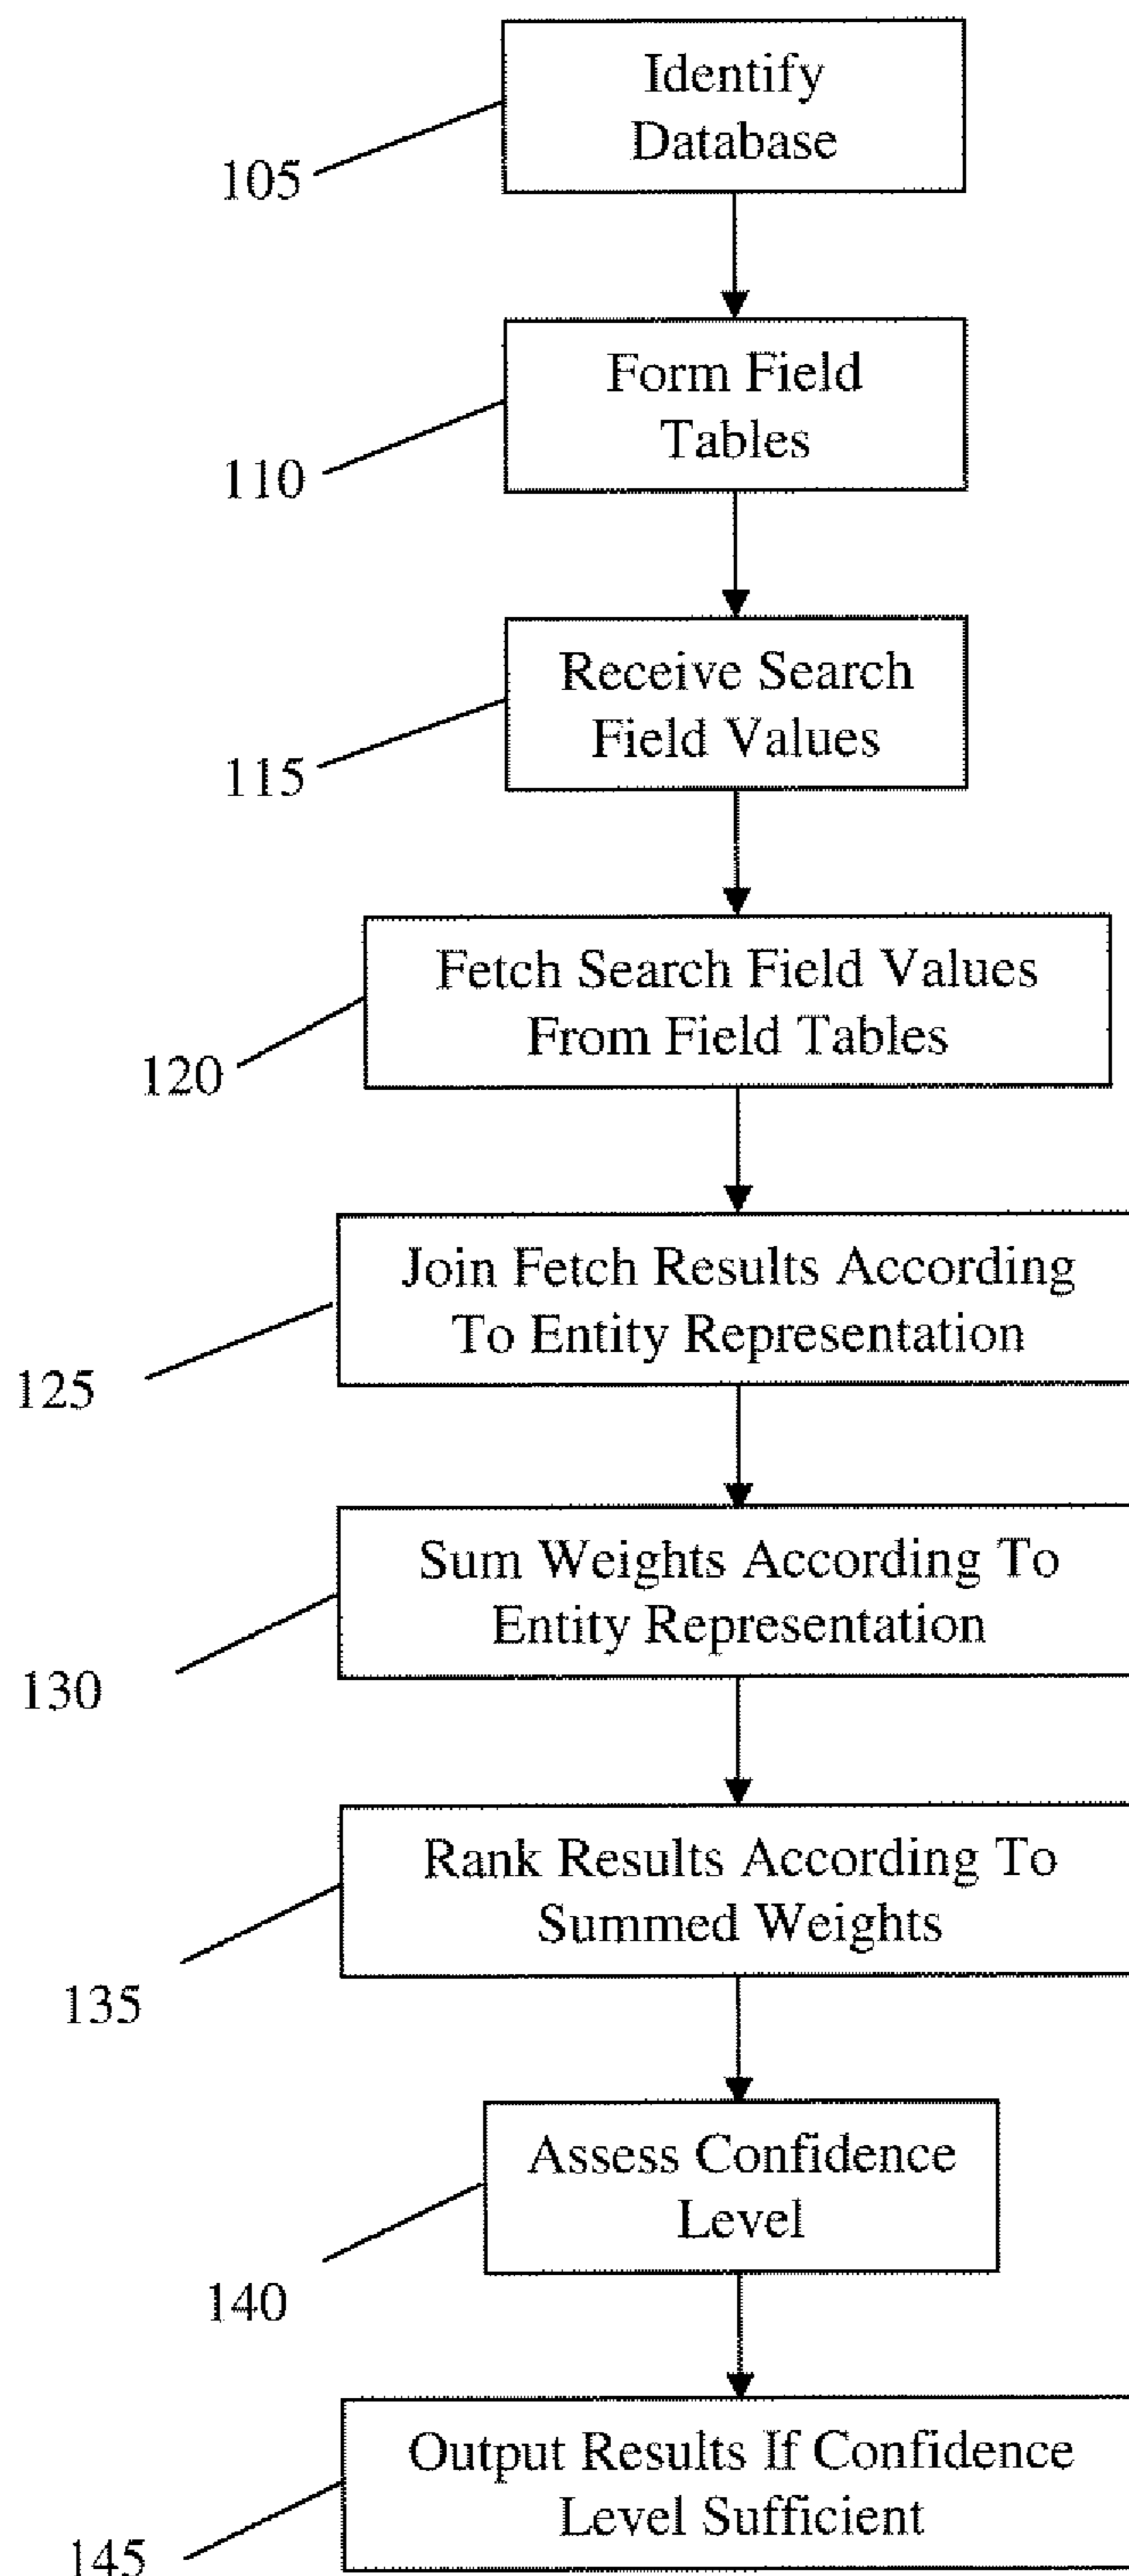 Identify
Database
105
Form Field
Tables
110
Receive Search
Field Values
115
Fetch Search Field Values
From Field Tables
120
Join Fetch Results According
To Entity Representation
125
Sum Weights According To
Entity Representation
130
Rank Results According To
Summed Weights
135
Assess Confidence
Level
140
Output Results If Confidence
Level Sufficient
145